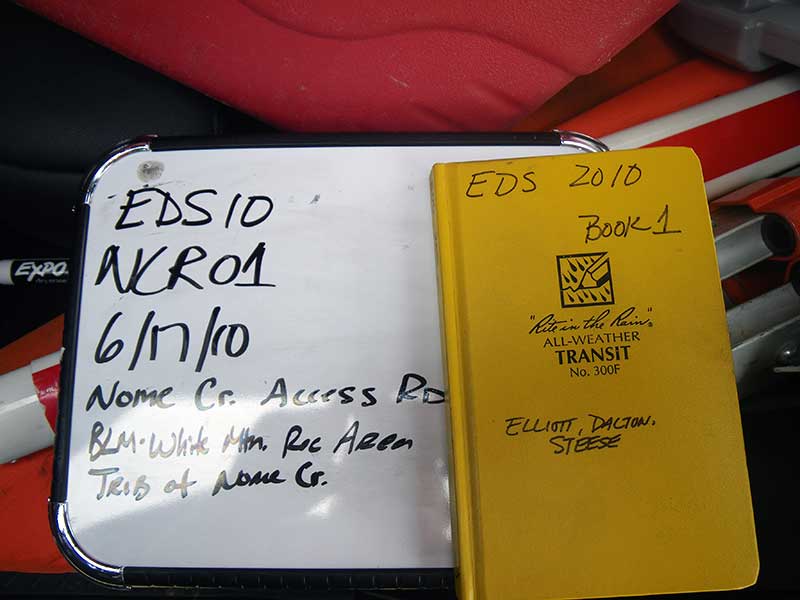 EDS10
NCR01
6/17/10
Nome Cr. Access RD
BLM-White Mtn. Rec Area
Trib of Nome Cr.
EXPO
EDS 2010
Book 1
"Rite in the Rain"
ALL-WEATHER
TRANSIT
No. 300F
ELLIOTT, DALTON,
STEESE